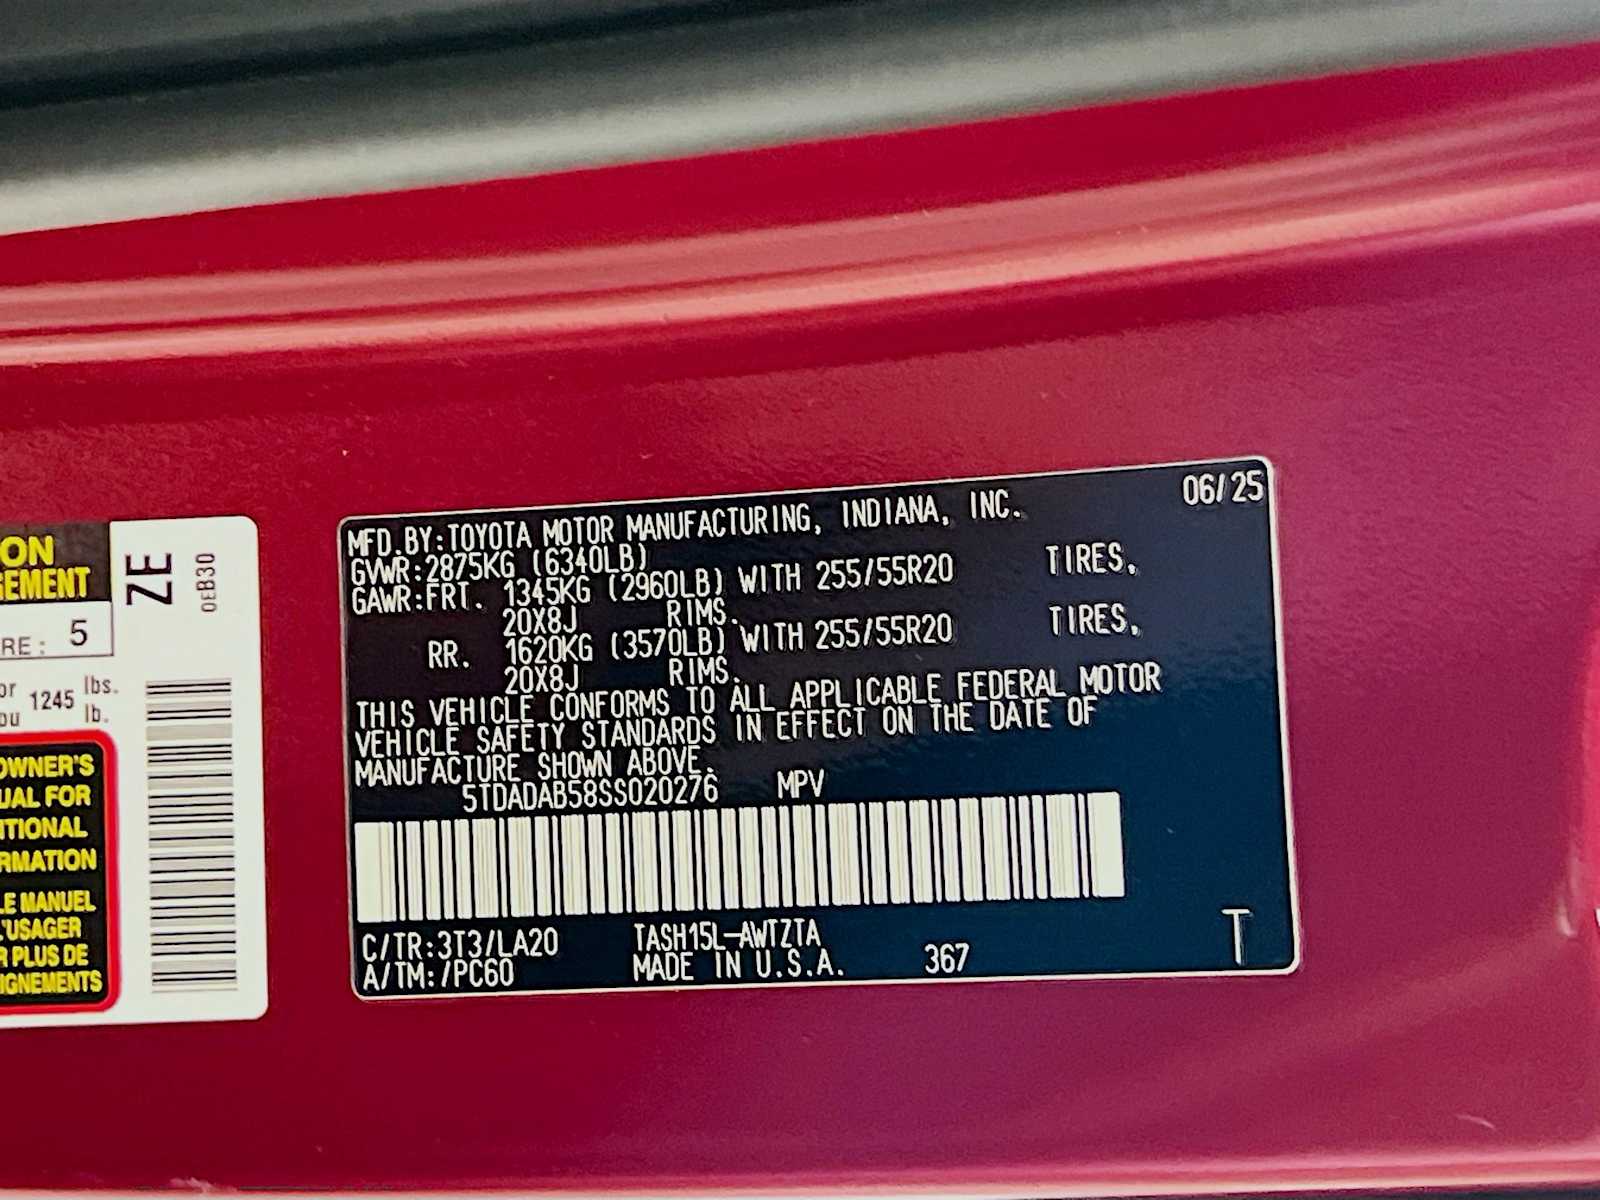 ON
GEMENT
RE: 5
or 1245 lbs.
ou lb.
OWNER'S
UAL FOR
ITIONAL
RMATION
LE MANUEL
L'USAGER
R PLUS DE
IGNEMENTS
ZE
0EB30
06/25
MFD.BY:TOYOTA MOTOR MANUFACTURING, INDIANA, INC.
GVWR:2875KG (6340LB)
GAWR:FRT. 1345KG (2960LB) WITH 255/55R20 TIRES,
20X8J RIMS.
RR. 1620KG (3570LB) WITH 255/55R20 TIRES,
20X8J RIMS.
THIS VEHICLE CONFORMS TO ALL APPLICABLE FEDERAL MOTOR
VEHICLE SAFETY STANDARDS IN EFFECT ON THE DATE OF
MANUFACTURE SHOWN ABOVE.
5TDADAB58SS020276 MPV
C/TR:3T3/LA20 TASH15L-AWTZTA
A/TM:/PC60 MADE IN U.S.A. 367 T